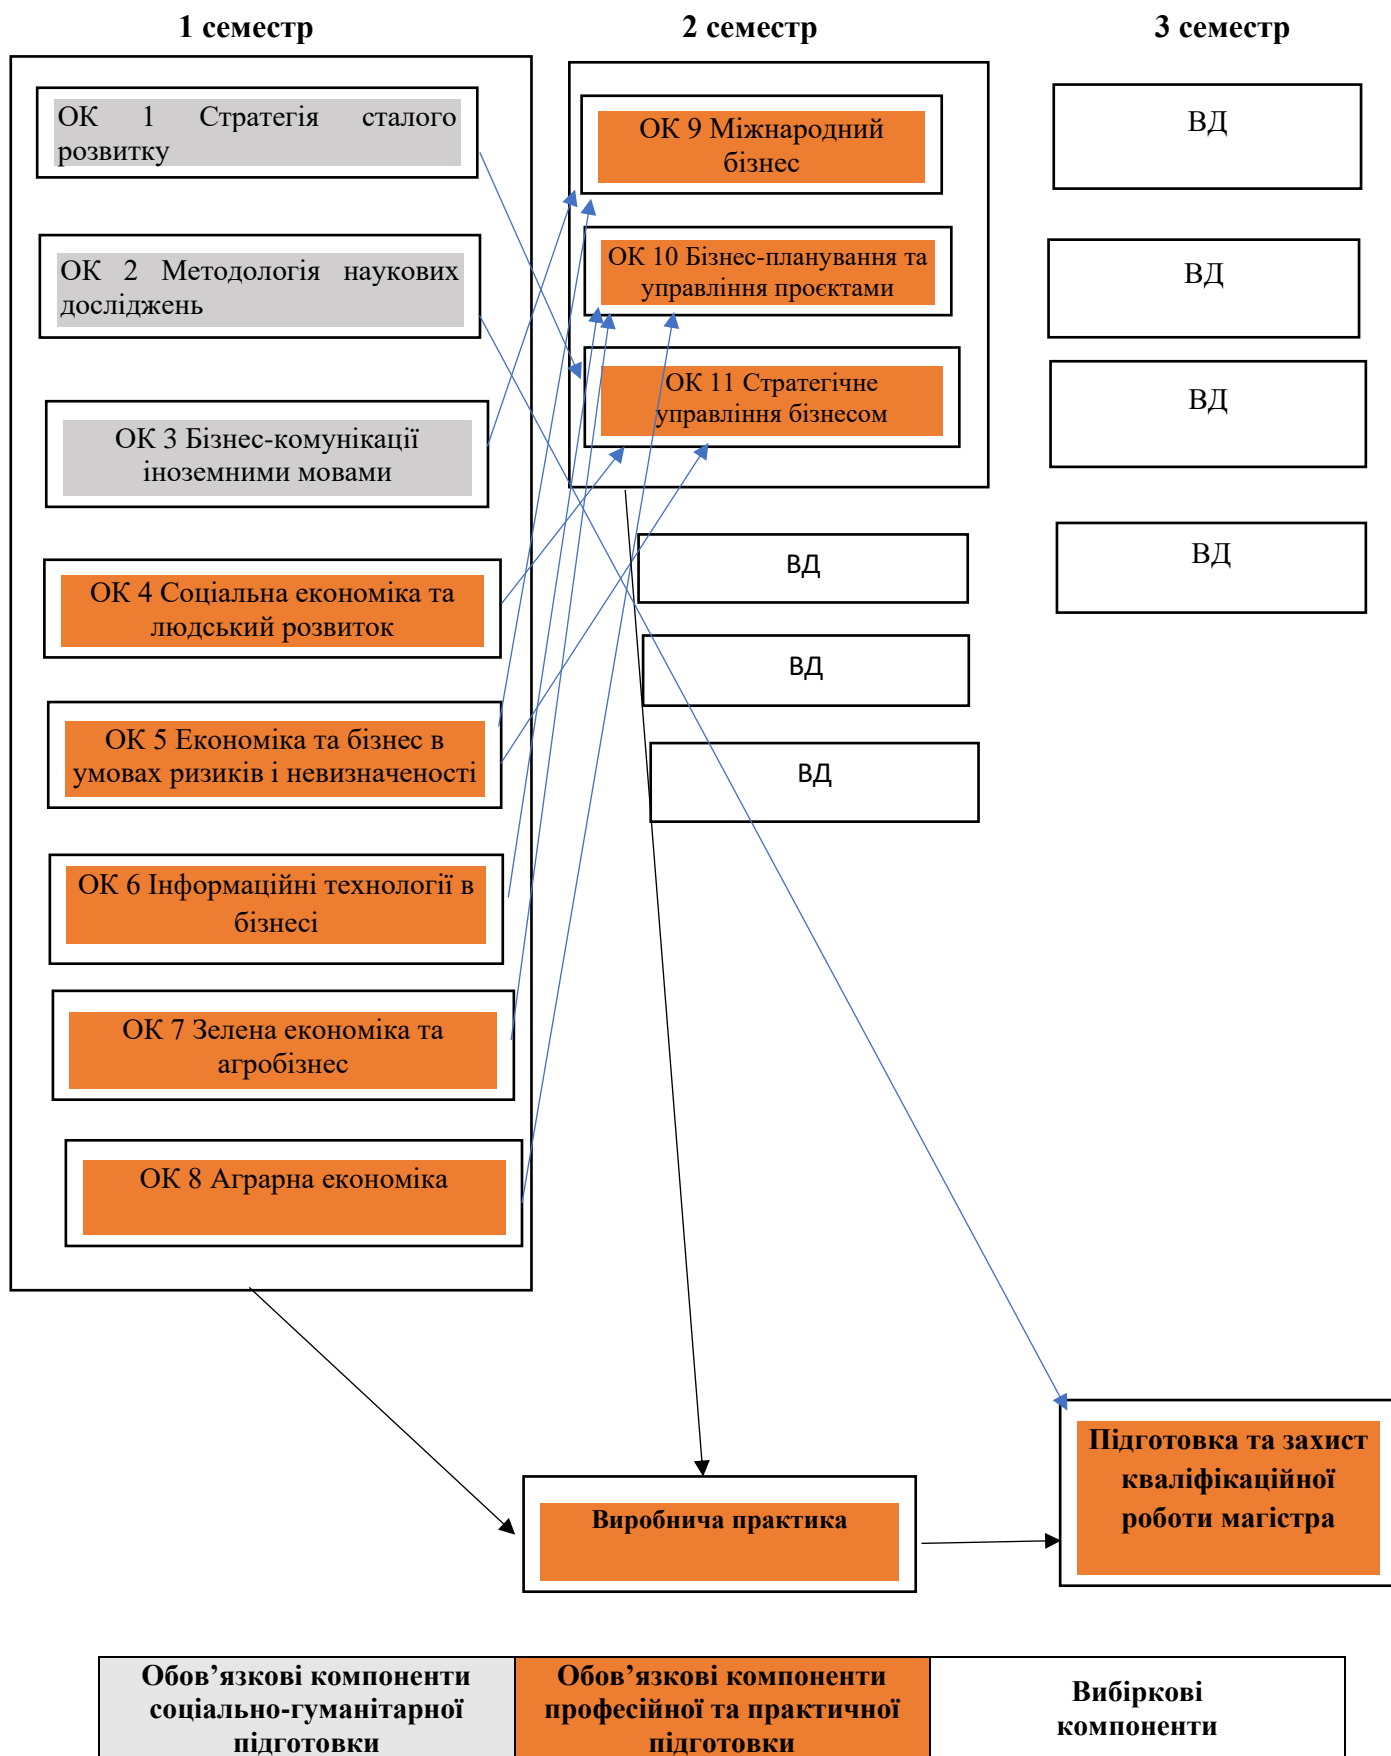 1 семестр
2 семестр
3 семестр
ОК 1 Стратегія сталого
розвитку
ОК 2 Методологія наукових
досліджень
ОК 3 Бізнес-комунікації
іноземними мовами
ОК 4 Соціальна економіка та
людський розвиток
ОК 5 Економіка та бізнес в
умовах ризиків і невизначеності
ОК 6 Інформаційні технології в
бізнесі
ОК 7 Зелена економіка та
агробізнес
ОК 8 Аграрна економіка
ОК 9 Міжнародний
бізнес
ОК 10 Бізнес-планування та
управління проєктами
ОК 11 Стратегічне
управління бізнесом
ВД
ВД
ВД
ВД
ВД
ВД
ВД
Виробнича практика
Підготовка та захист
кваліфікаційної
роботи магістра
Обов’язкові компоненти
соціально-гуманітарної
підготовки
Обов’язкові компоненти
професійної та практичної
підготовки
Вибіркові
компоненти